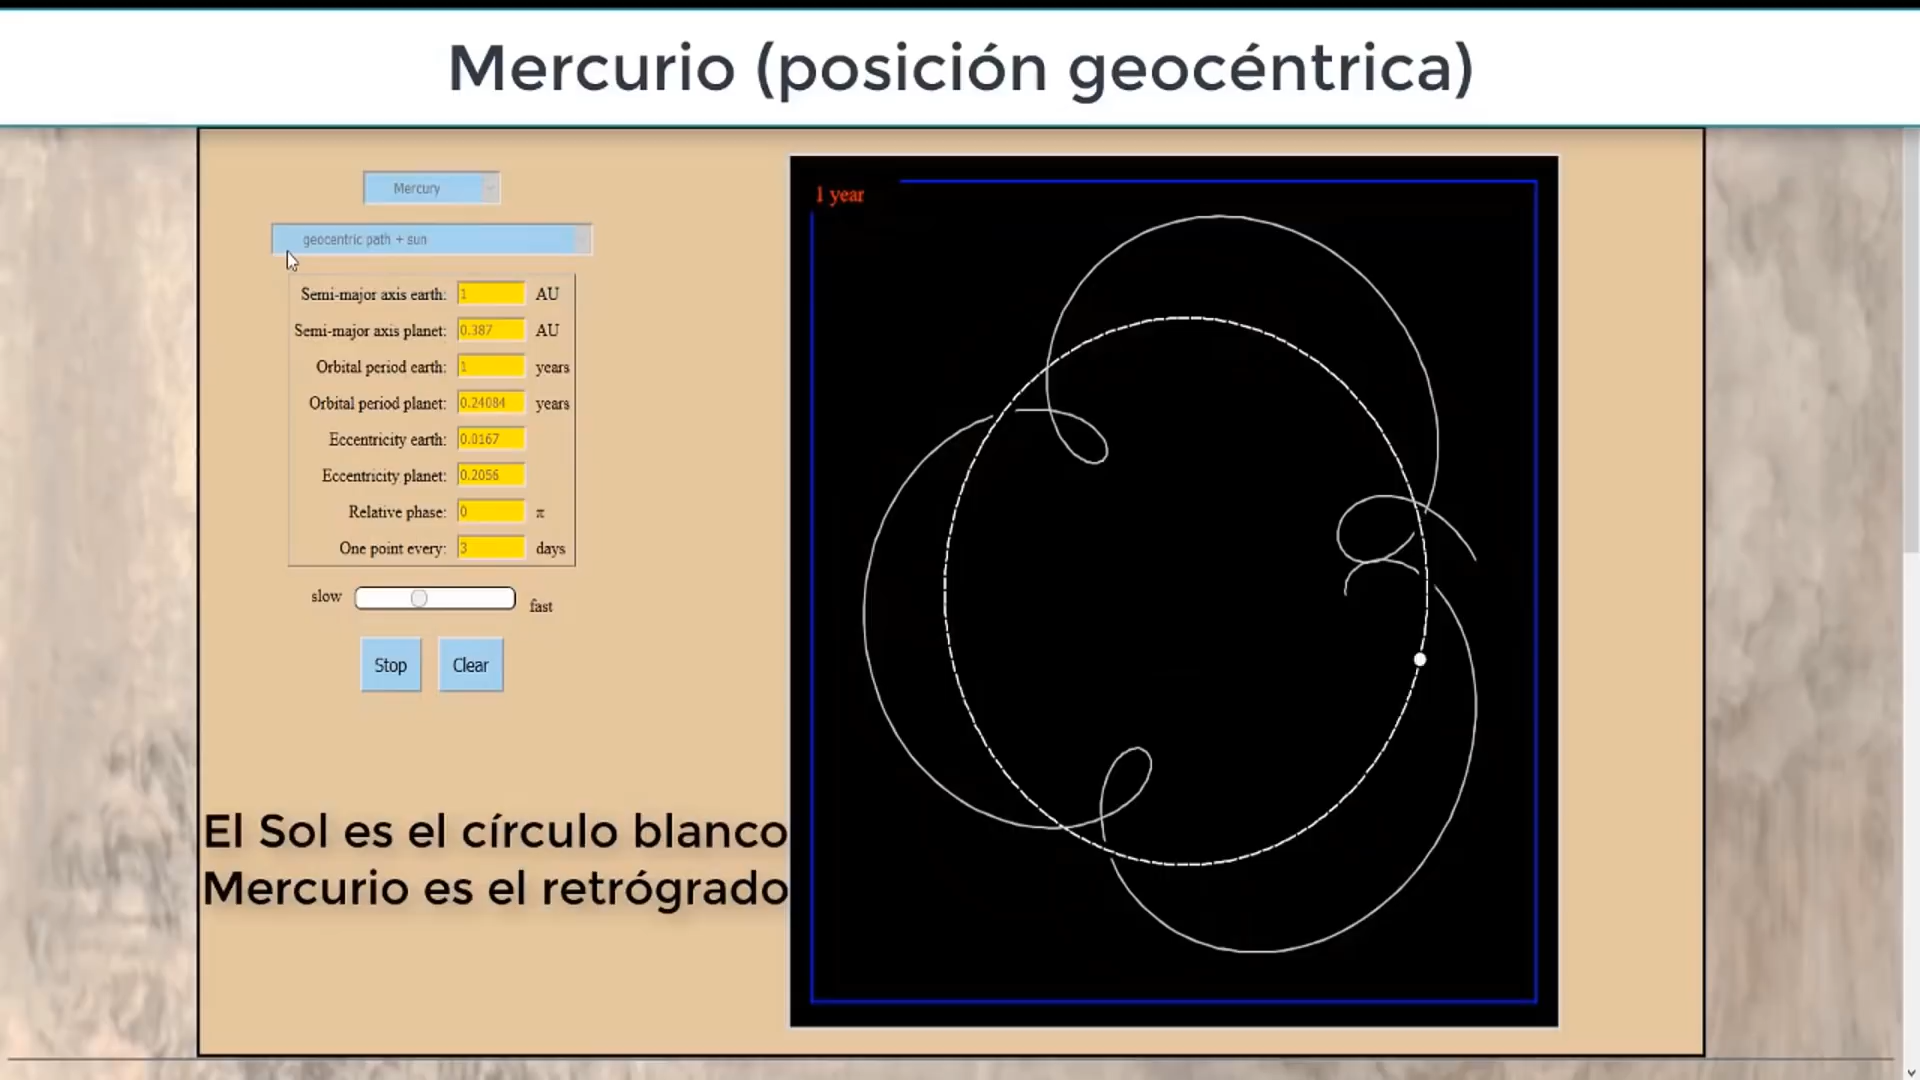 Mercurio (posición geocéntrica)
Mercury
geocentric path + sun
Semi-major axis earth: 1 AU
Semi-major axis planet: 0.387 AU
Orbital period earth: 1 years
Orbital period planet: 0.24084 years
Eccentricity earth: 0.0167
Eccentricity planet: 0.2056
Relative phase: 0 π
One point every: 3 days
slow fast
Stop Clear
El Sol es el círculo blanco
Mercurio es el retrógrado
1 year